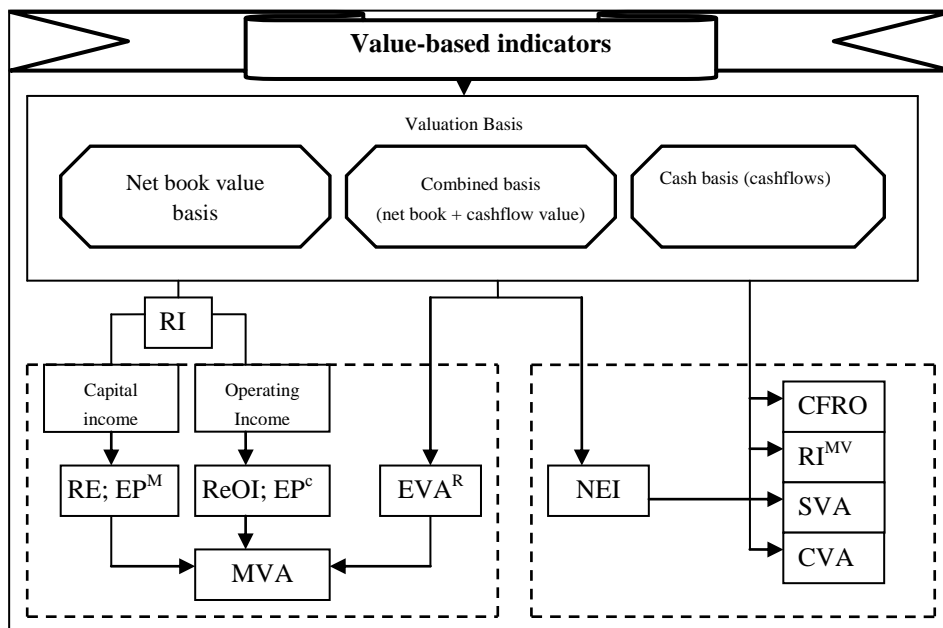 Value-based indicators
Valuation Basis
Net book value
basis
Combined basis
(net book + cashflow value)
Cash basis (cashflows)
RI
Capital
income
Operating
Income
RE; EP^M
ReOI; EP^c
EVA^R
NEI
MVA
CFRO
RI^MV
SVA
CVA